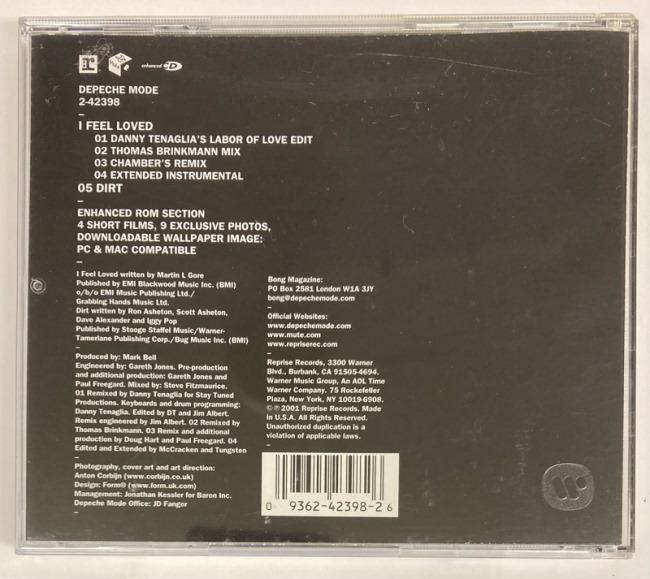 enhanced CD
DEPECHE MODE
2-42398
–
I FEEL LOVED
01 DANNY TENAGLIA'S LABOR OF LOVE EDIT
02 THOMAS BRINKMANN MIX
03 CHAMBER'S REMIX
04 EXTENDED INSTRUMENTAL
05 DIRT
–
ENHANCED ROM SECTION
4 SHORT FILMS, 9 EXCLUSIVE PHOTOS,
DOWNLOADABLE WALLPAPER IMAGE:
PC & MAC COMPATIBLE
–
I Feel Loved written by Martin L Gore
Published by EMI Blackwood Music Inc. (BMI)
o/b/o EMI Music Publishing Ltd./
Grabbing Hands Music Ltd.
Dirt written by Ron Asheton, Scott Asheton,
Dave Alexander and Iggy Pop
Published by Stooge Staffel Music/Warner-
Tamerlane Publishing Corp./Bug Music Inc. (BMI)
–
Produced by: Mark Bell
Engineered by: Gareth Jones. Pre-production
and additional production: Gareth Jones and
Paul Freegard. Mixed by: Steve Fitzmaurice.
01 Remixed by Danny Tenaglia for Stay Tuned
Productions. Keyboards and drum programming:
Danny Tenaglia. Edited by DT and Jim Albert.
Remix engineered by Jim Albert. 02 Remixed by
Thomas Brinkmann. 03 Remix and additional
production by Doug Hart and Paul Freegard. 04
Edited and Extended by McCracken and Tungsten
–
Photography, cover art and art direction:
Anton Corbijn (www.corbijn.co.uk)
Design: Form® (www.form.uk.com)
Management: Jonathan Kessler for Baron Inc.
Depeche Mode Office: JD Fanger
–
Bong Magazine:
PO Box 2581 London W1A 3JY
bong@depechemode.com
–
Official Websites:
www.depechemode.com
www.mute.com
www.repriserec.com
–
Reprise Records, 3300 Warner
Blvd., Burbank, CA 91505-4694.
Warner Music Group, An AOL Time
Warner Company. 75 Rockefeller
Plaza, New York, NY 10019-6908.
©℗2001 Reprise Records. Made
in U.S.A. All Rights Reserved.
Unauthorized duplication is a
violation of applicable laws.
–
0 9362-42398-2 6